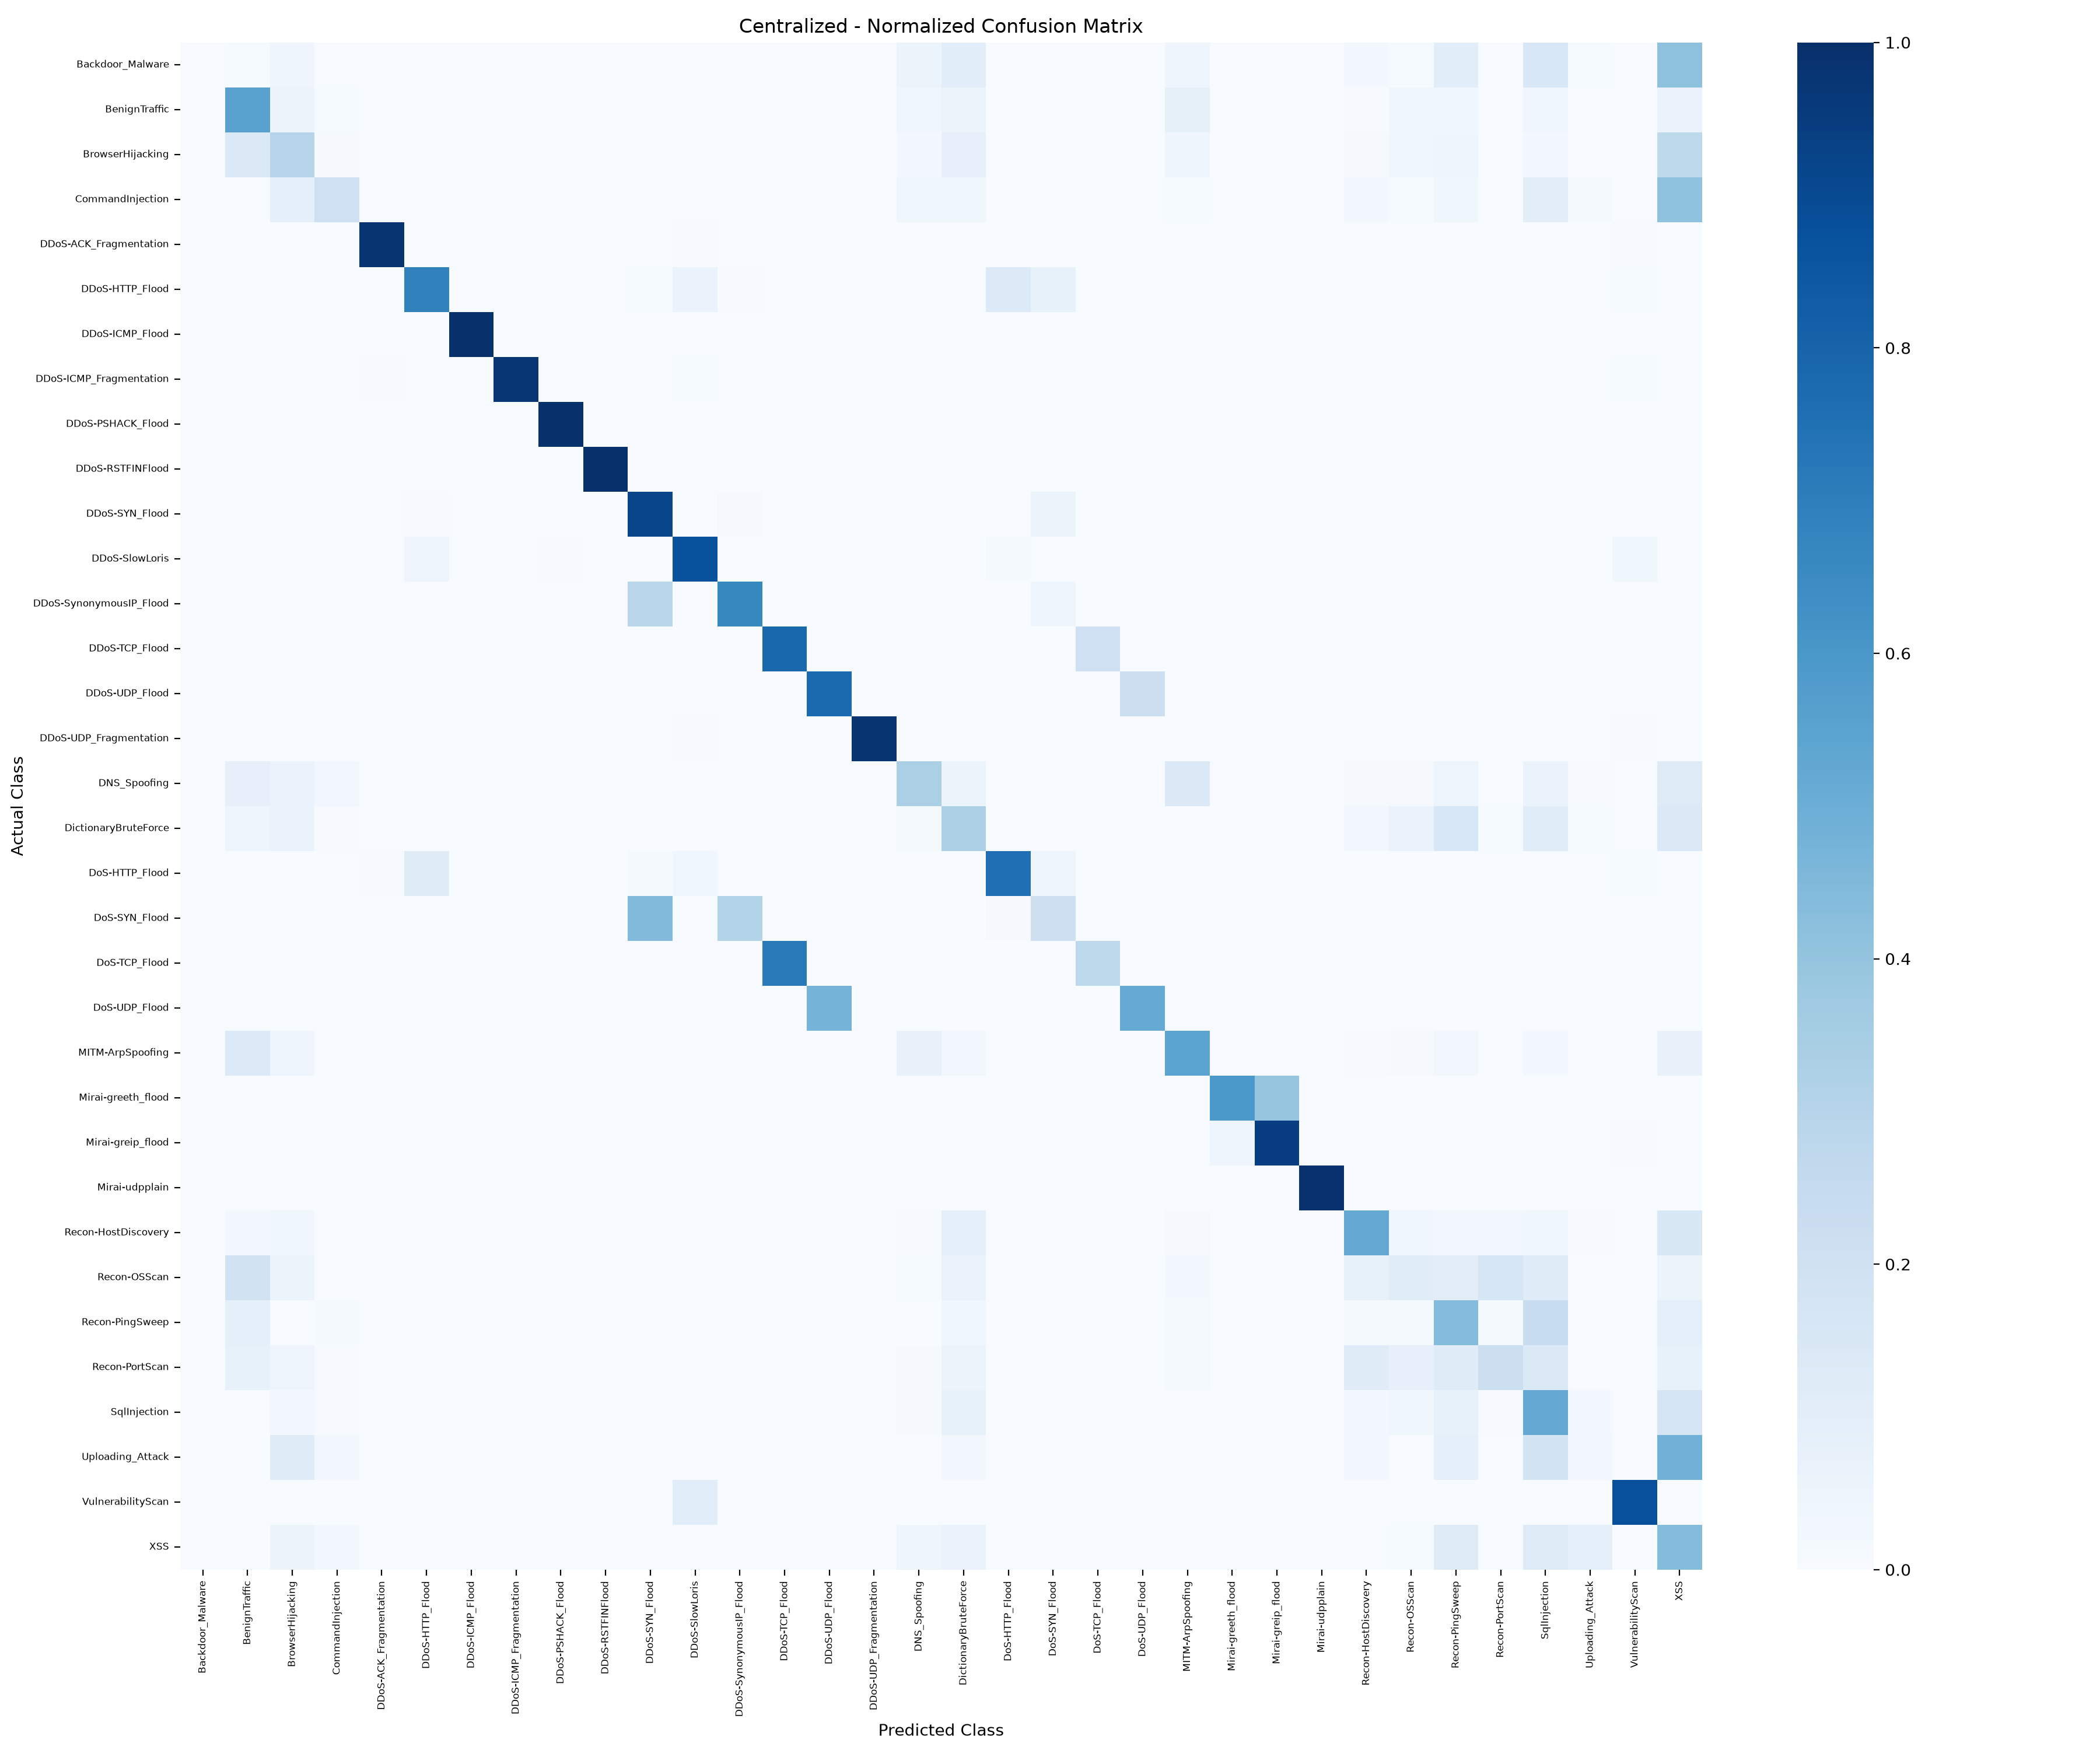 Centralized - Normalized Confusion Matrix
Actual Class
Backdoor_Malware
BenignTraffic
BrowserHijacking
CommandInjection
DDoS-ACK_Fragmentation
DDoS-HTTP_Flood
DDoS-ICMP_Flood
DDoS-ICMP_Fragmentation
DDoS-PSHACK_Flood
DDoS-RSTFINFlood
DDoS-SYN_Flood
DDoS-SlowLoris
DDoS-SynonymousIP_Flood
DDoS-TCP_Flood
DDoS-UDP_Flood
DDoS-UDP_Fragmentation
DNS_Spoofing
DictionaryBruteForce
DoS-HTTP_Flood
DoS-SYN_Flood
DoS-TCP_Flood
DoS-UDP_Flood
MITM-ArpSpoofing
Mirai-greeth_flood
Mirai-greip_flood
Mirai-udpplain
Recon-HostDiscovery
Recon-OSScan
Recon-PingSweep
Recon-PortScan
SqlInjection
Uploading_Attack
VulnerabilityScan
XSS
Backdoor_Malware
BenignTraffic
BrowserHijacking
CommandInjection
DDoS-ACK_Fragmentation
DDoS-HTTP_Flood
DDoS-ICMP_Flood
DDoS-ICMP_Fragmentation
DDoS-PSHACK_Flood
DDoS-RSTFINFlood
DDoS-SYN_Flood
DDoS-SlowLoris
DDoS-SynonymousIP_Flood
DDoS-TCP_Flood
DDoS-UDP_Flood
DDoS-UDP_Fragmentation
DNS_Spoofing
DictionaryBruteForce
DoS-HTTP_Flood
DoS-SYN_Flood
DoS-TCP_Flood
DoS-UDP_Flood
MITM-ArpSpoofing
Mirai-greeth_flood
Mirai-greip_flood
Mirai-udpplain
Recon-HostDiscovery
Recon-OSScan
Recon-PingSweep
Recon-PortScan
SqlInjection
Uploading_Attack
VulnerabilityScan
XSS
Predicted Class
1.0
0.8
0.6
0.4
0.2
0.0